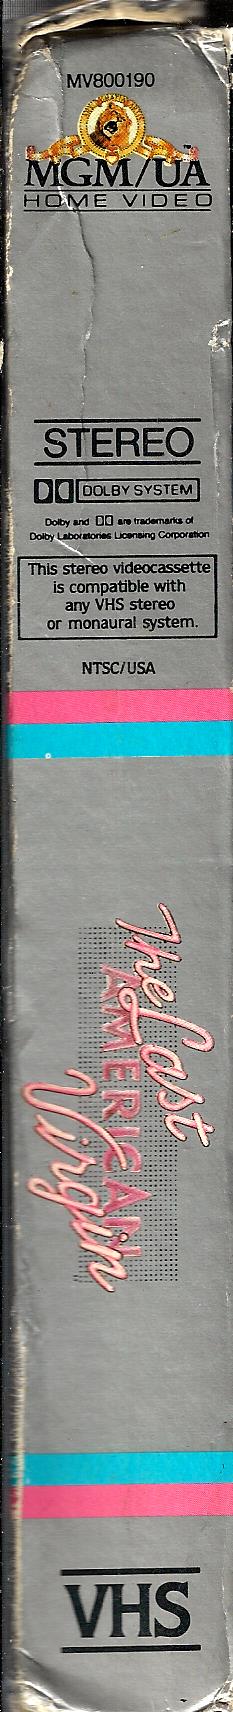 MV800190
MGM/UA
HOME VIDEO
STEREO
DOLBY SYSTEM
Dolby and are trademarks of
Dolby Laboratories Licensing Corporation
This stereo videocassette
is compatible with
any VHS stereo
or monaural system.
NTSC/USA
The Last
AMERICAN
Virgin
VHS